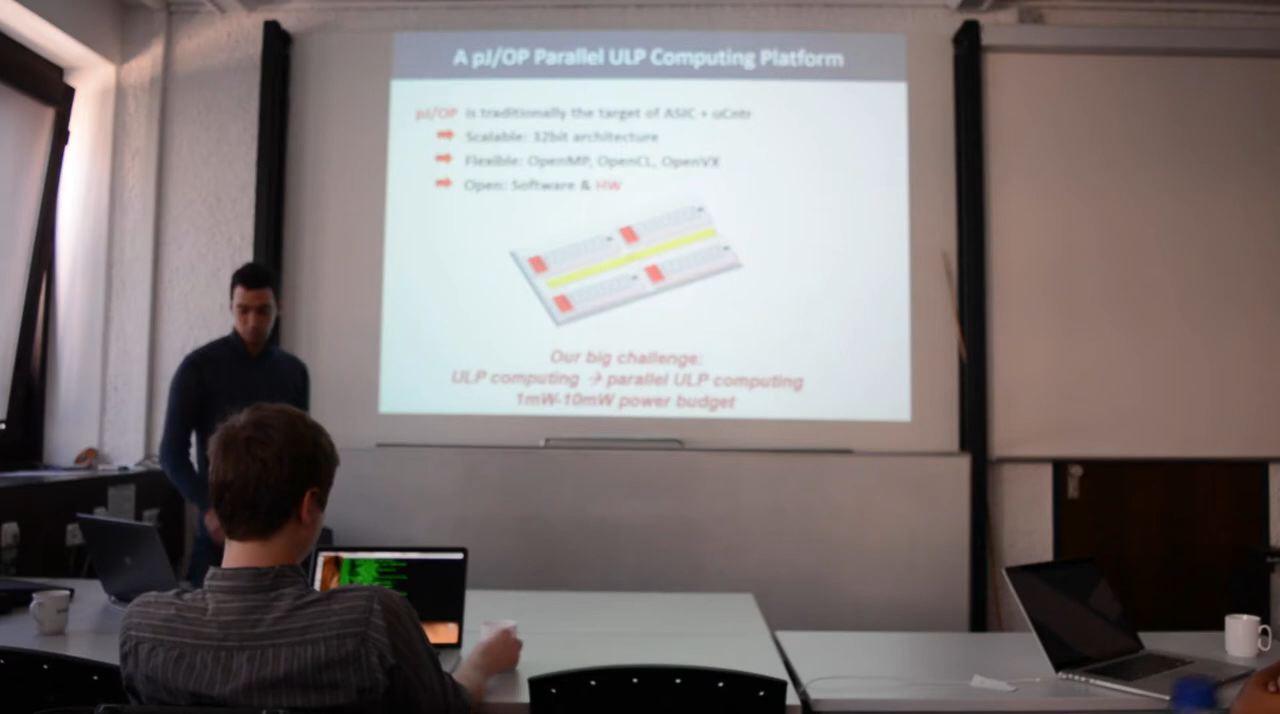 A pJ/OP Parallel ULP Computing Platform
pJ/OP is traditionally the target of ASIC + uCntr
Scalable: 32bit architecture
Flexible: OpenMP, OpenCL, OpenVX
Open: Software & HW
Our big challenge:
ULP computing → parallel ULP computing
1mW-10mW power budget